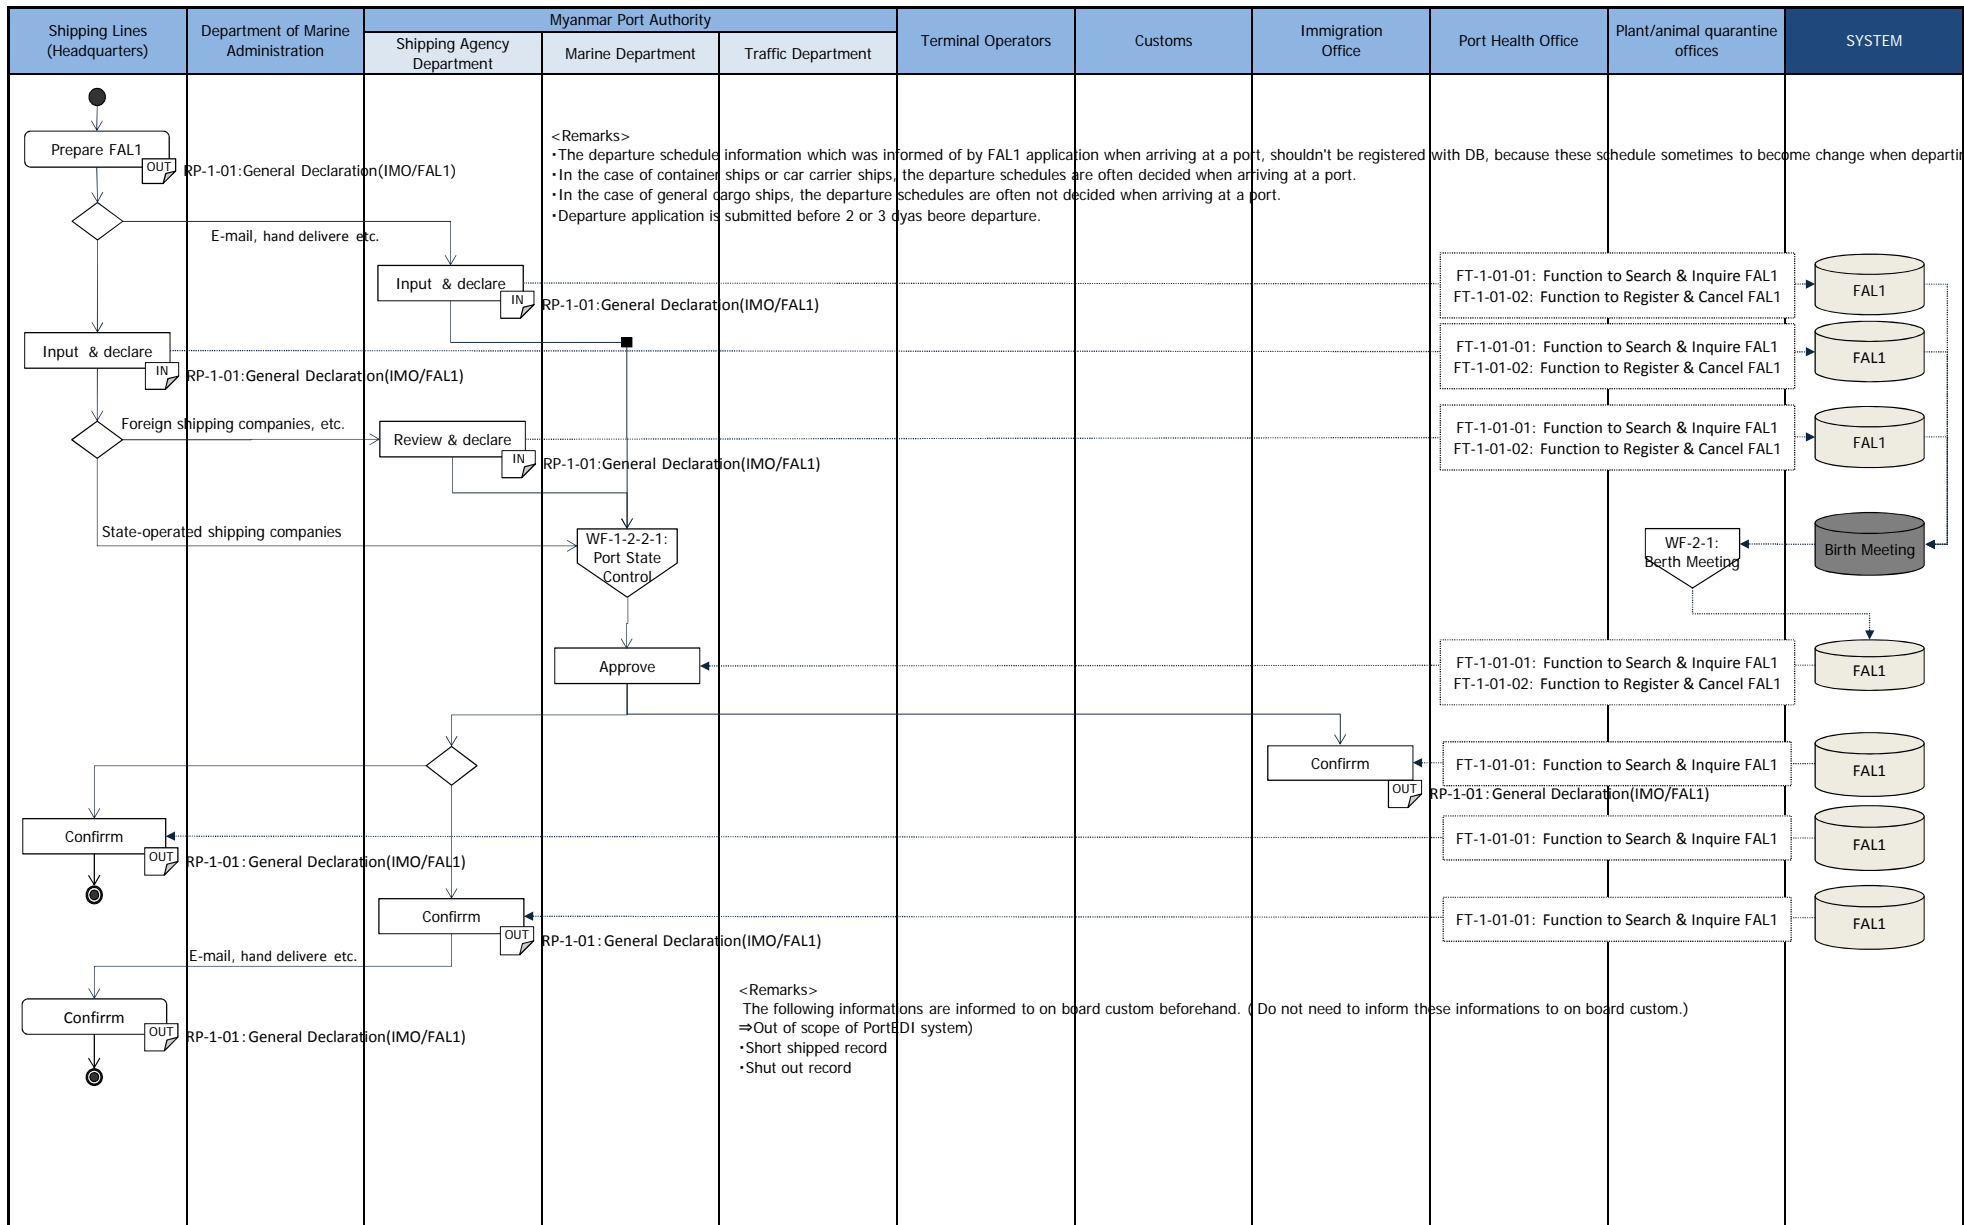 Shipping Lines
(Headquarters)
Department of Marine
Administration
Myanmar Port Authority
Shipping Agency
Department
Marine Department
Traffic Department
Terminal Operators
Customs
Immigration
Office
Port Health Office
Plant/animal quarantine
offices
SYSTEM
<Remarks>
・The departure schedule information which was informed of by FAL1 application when arriving at a port, shouldn't be registered with DB, because these schedule sometimes to become change when departin
・In the case of container ships or car carrier ships, the departure schedules are often decided when arriving at a port.
・In the case of general cargo ships, the departure schedules are often not decided when arriving at a port.
・Departure application is submitted before 2 or 3 dyas beore departure.
Prepare FAL1
OUT
RP-1-01:General Declaration(IMO/FAL1)
E-mail, hand delivere etc.
Input & declare
IN
RP-1-01:General Declaration(IMO/FAL1)
FT-1-01-01: Function to Search & Inquire FAL1
FT-1-01-02: Function to Register & Cancel FAL1
FAL1
Input & declare
IN
RP-1-01:General Declaration(IMO/FAL1)
FT-1-01-01: Function to Search & Inquire FAL1
FT-1-01-02: Function to Register & Cancel FAL1
FAL1
Foreign shipping companies, etc.
Review & declare
IN
RP-1-01:General Declaration(IMO/FAL1)
FT-1-01-01: Function to Search & Inquire FAL1
FT-1-01-02: Function to Register & Cancel FAL1
FAL1
State-operated shipping companies
WF-1-2-2-1:
Port State
Control
WF-2-1:
Berth Meeting
Birth Meeting
Approve
FT-1-01-01: Function to Search & Inquire FAL1
FT-1-01-02: Function to Register & Cancel FAL1
FAL1
Confirrm
OUT
RP-1-01:General Declaration(IMO/FAL1)
FT-1-01-01: Function to Search & Inquire FAL1
FAL1
Confirrm
OUT
RP-1-01:General Declaration(IMO/FAL1)
FT-1-01-01: Function to Search & Inquire FAL1
FAL1
Confirrm
OUT
RP-1-01:General Declaration(IMO/FAL1)
FT-1-01-01: Function to Search & Inquire FAL1
FAL1
E-mail, hand delivere etc.
Confirrm
OUT
RP-1-01:General Declaration(IMO/FAL1)
<Remarks>
The following informations are informed to on board custom beforehand. ( Do not need to inform these informations to on board custom.)
⇒Out of scope of PortEDI system)
・Short shipped record
・Shut out record